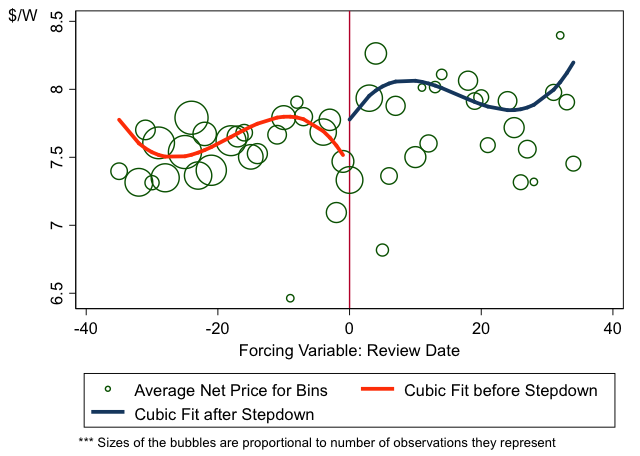 $/W
8.5
8
7.5
7
6.5
-40 -20 0 20 40
Forcing Variable: Review Date
Average Net Price for Bins Cubic Fit before Stepdown
Cubic Fit after Stepdown
*** Sizes of the bubbles are proportional to number of observations they represent